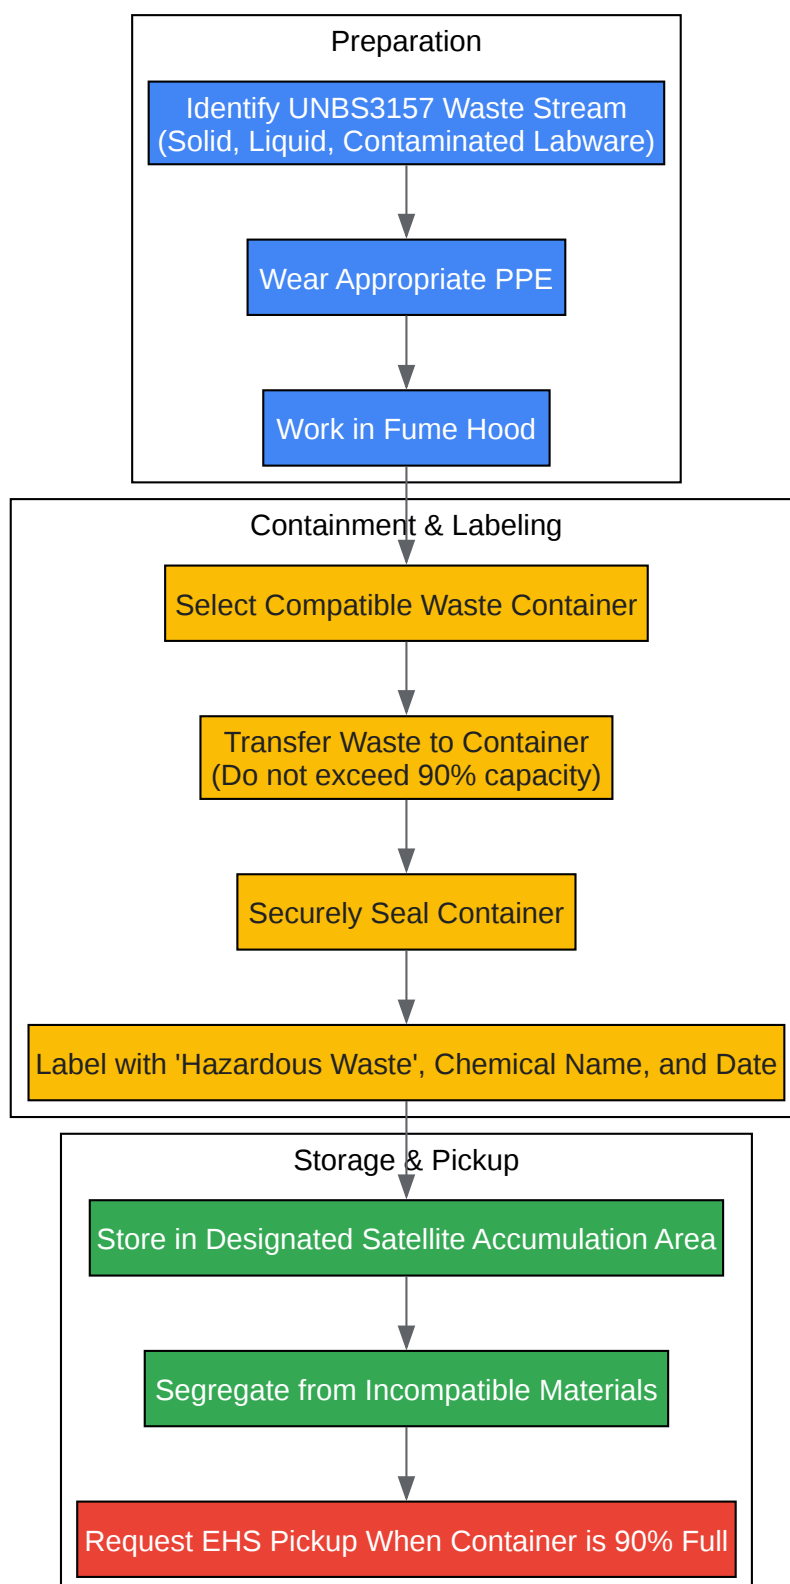 Preparation
Identify UNBS3157 Waste Stream
(Solid, Liquid, Contaminated Labware)
Wear Appropriate PPE
Work in Fume Hood
Containment & Labeling
Select Compatible Waste Container
Transfer Waste to Container
(Do not exceed 90% capacity)
Securely Seal Container
Label with 'Hazardous Waste', Chemical Name, and Date
Storage & Pickup
Store in Designated Satellite Accumulation Area
Segregate from Incompatible Materials
Request EHS Pickup When Container is 90% Full